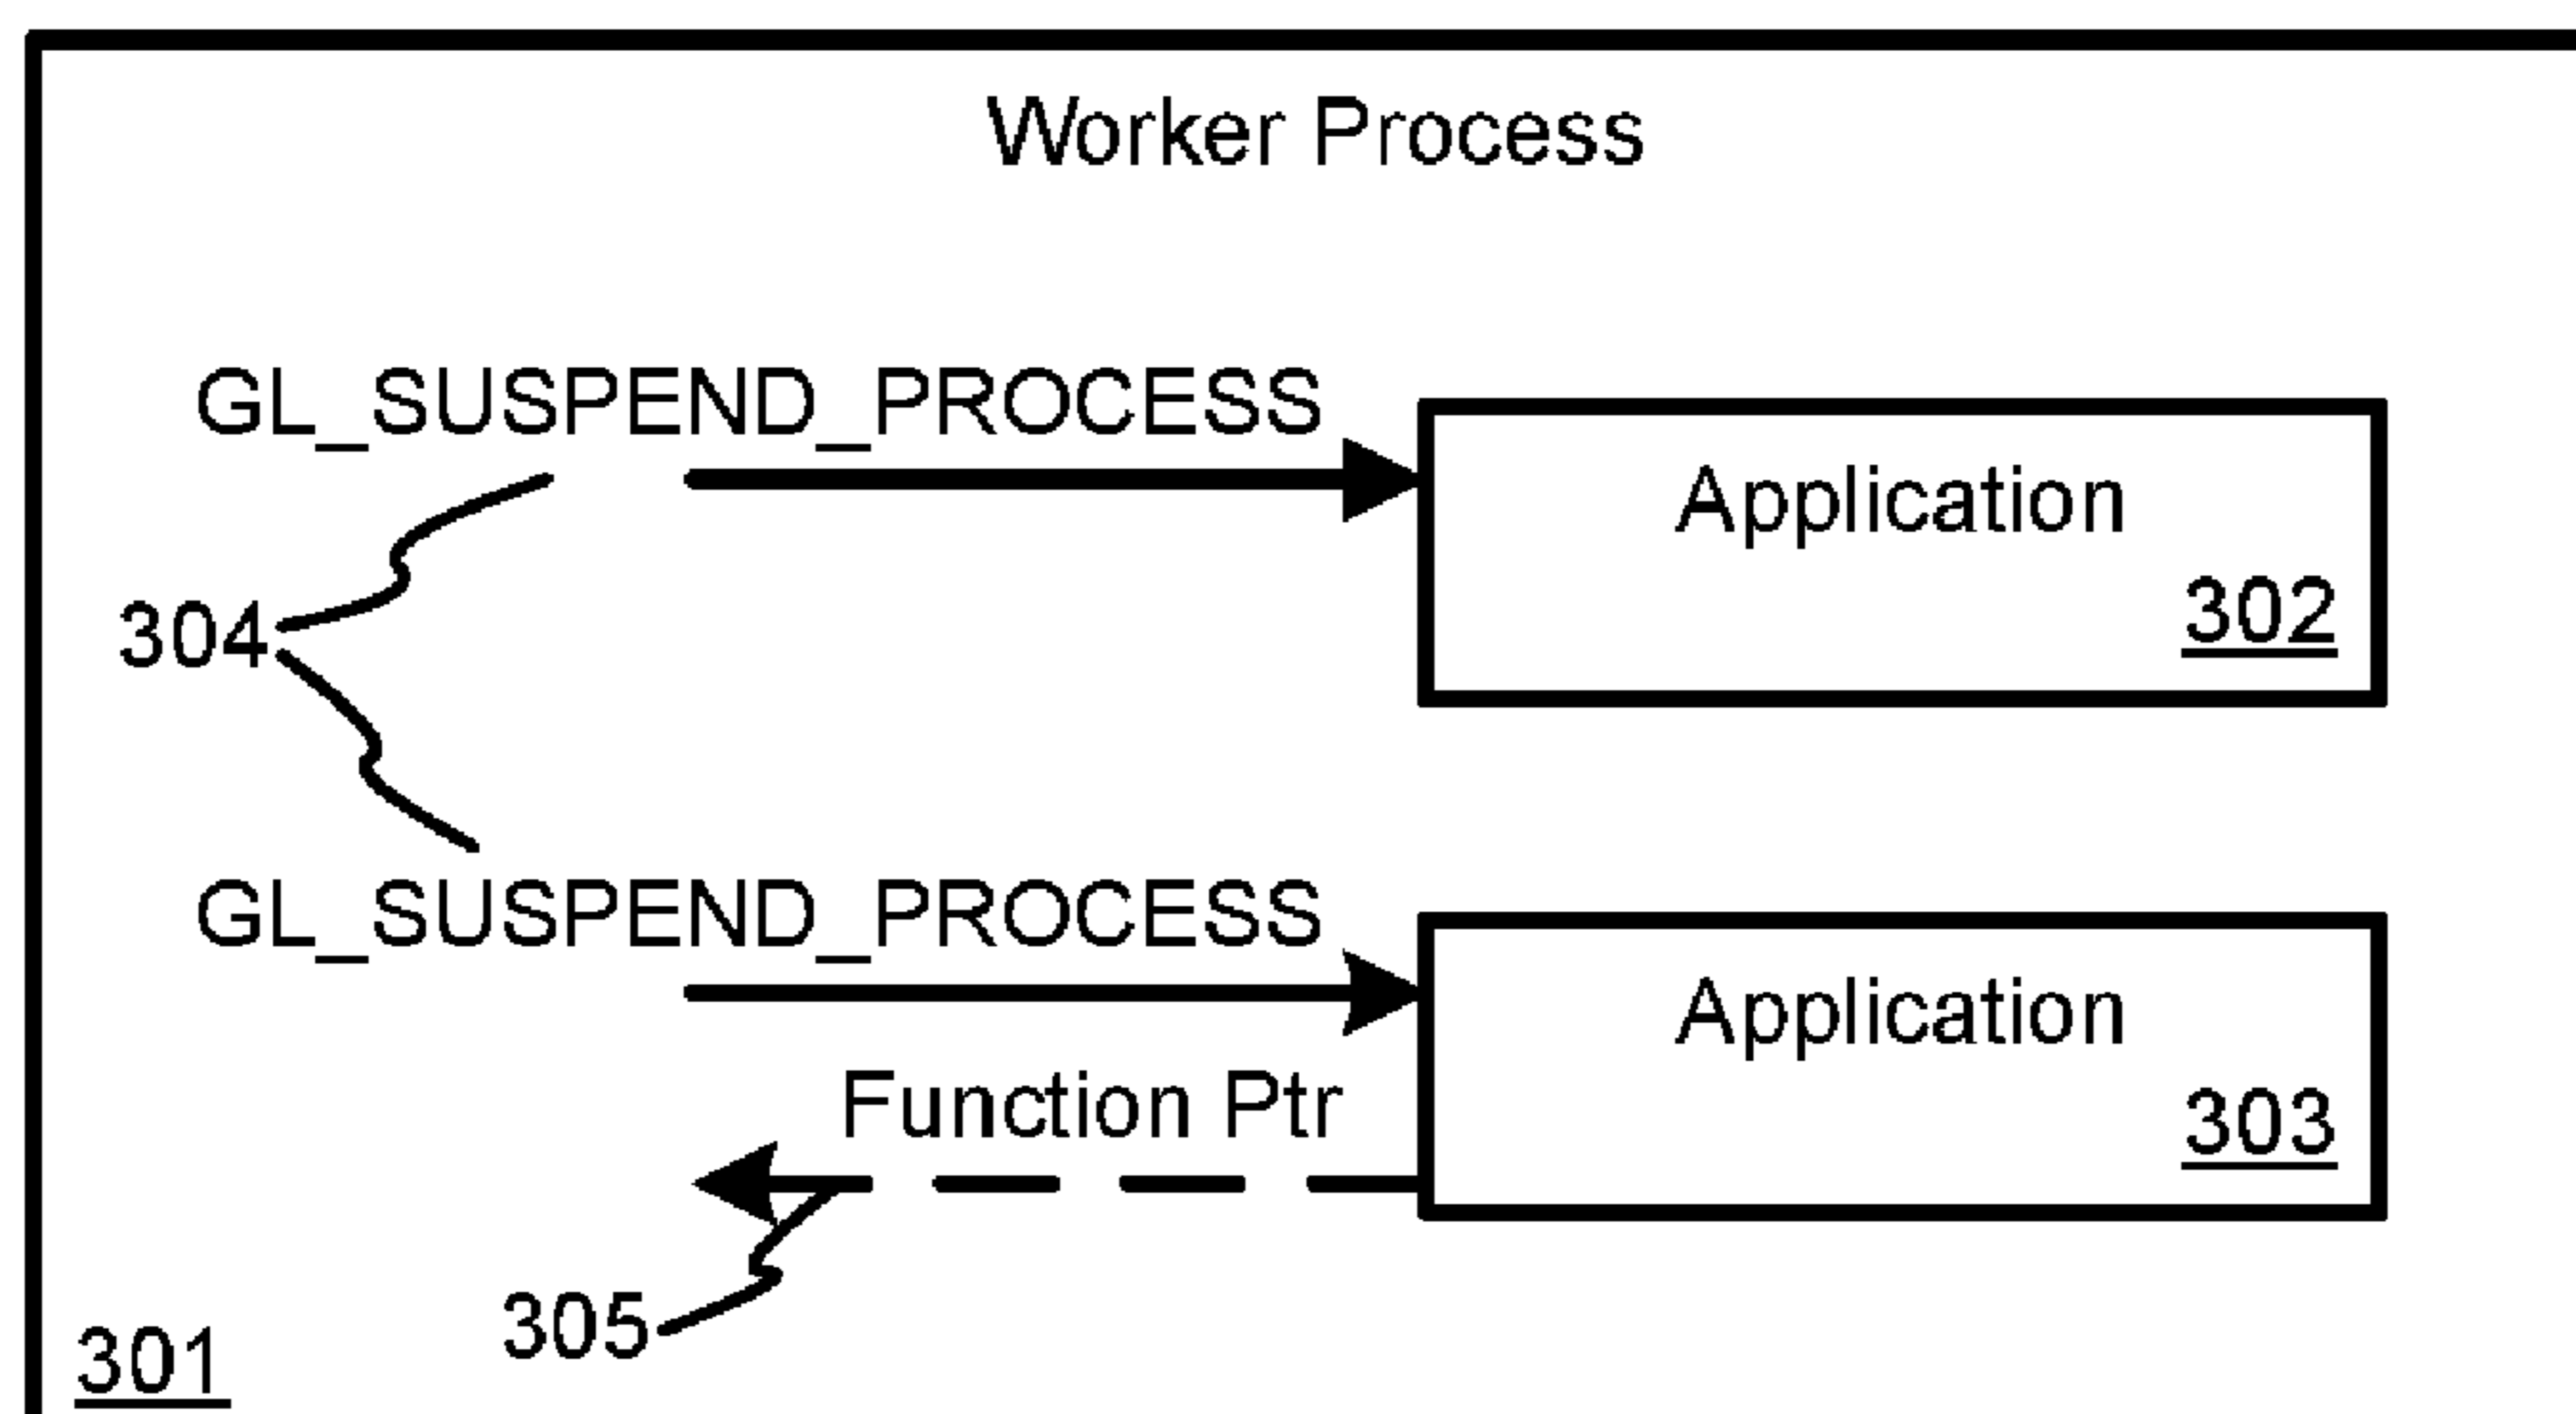 Worker Process
GL_SUSPEND_PROCESS
Application
302
304
GL_SUSPEND_PROCESS
Application
Function Ptr
303
305
301